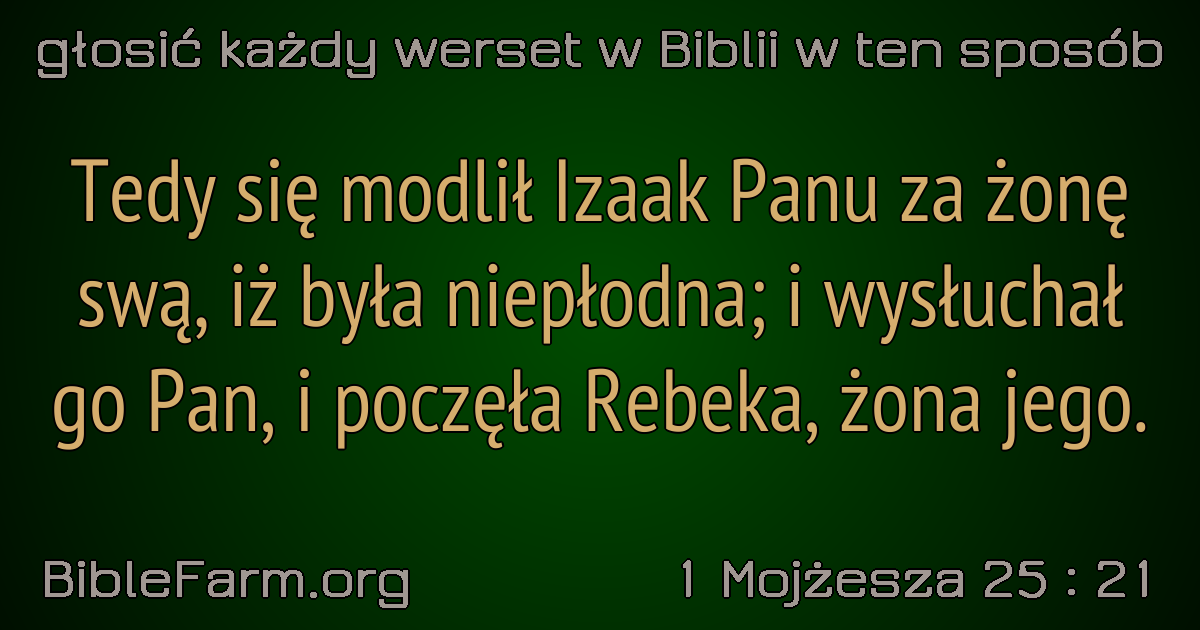 głosić każdy werset w Biblii w ten sposób
Tedy się modlił Izaak Panu za żonę
swą, iż była niepłodna; i wysłuchał
go Pan, i poczęła Rebeka, żona jego.
BibleFarm.org
1 Mojżesza 25 : 21